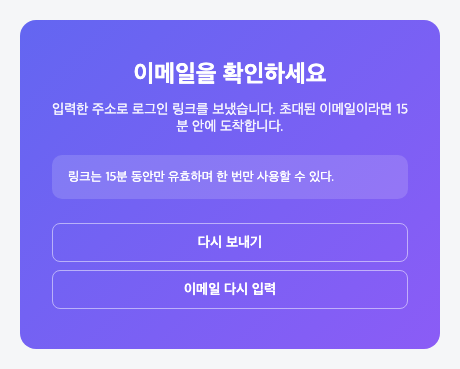 이메일을 확인하세요
입력한 주소로 로그인 링크를 보냈습니다. 초대된 이메일이라면 15
분 안에 도착합니다.
링크는 15분 동안만 유효하며 한 번만 사용할 수 있다.
다시 보내기
이메일 다시 입력